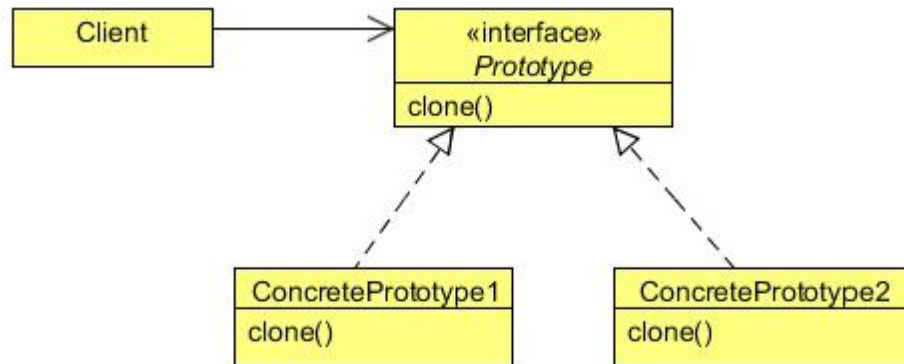 Client
«interface»
Prototype
clone()
ConcretePrototype1
clone()
ConcretePrototype2
clone()